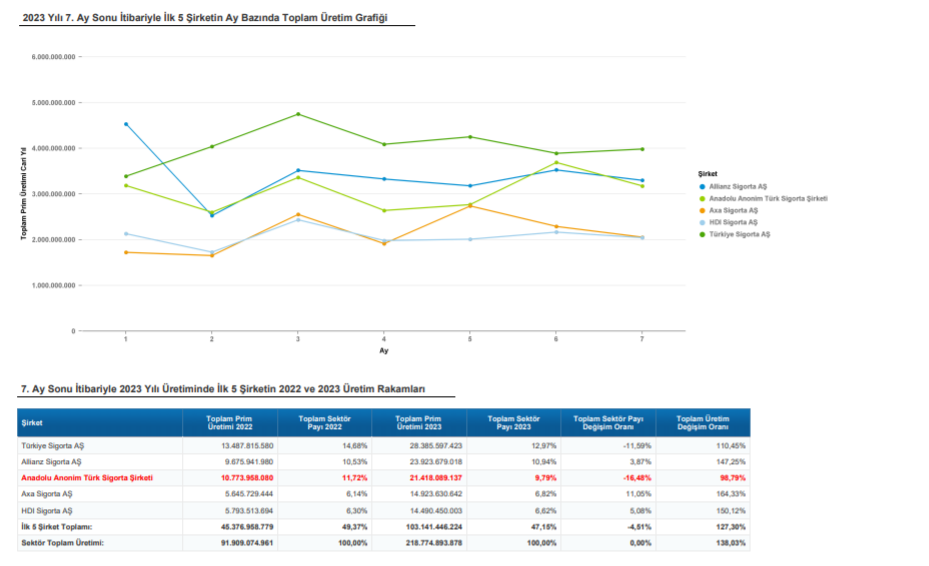 2023 Yılı 7. Ay Sonu İtibariyle İlk 5 Şirketin Ay Bazında Toplam Üretim Grafiği
6.000.000.000
5.000.000.000
4.000.000.000
3.000.000.000
2.000.000.000
1.000.000.000
0
Toplam Prim Üretimi Cari Yıl
1 2 3 4 5 6 7
Ay
Şirket
Allianz Sigorta AŞ
Anadolu Anonim Türk Sigorta Şirketi
Axa Sigorta AŞ
HDI Sigorta AŞ
Türkiye Sigorta AŞ
7. Ay Sonu İtibariyle 2023 Yılı Üretiminde İlk 5 Şirketin 2022 ve 2023 Üretim Rakamları
Şirket Toplam Prim Üretimi 2022 Toplam Sektör Payı 2022 Toplam Prim Üretimi 2023 Toplam Sektör Payı 2023 Toplam Sektör Payı Değişim Oranı Toplam Üretim Değişim Oranı
Türkiye Sigorta AŞ 13.487.815.580 14,68% 28.385.597.423 12,97% -11,59% 110,45%
Allianz Sigorta AŞ 9.675.941.980 10,53% 23.923.679.018 10,94% 3,87% 147,25%
Anadolu Anonim Türk Sigorta Şirketi 10.773.958.080 11,72% 21.418.089.137 9,79% -16,48% 98,79%
Axa Sigorta AŞ 5.645.729.444 6,14% 14.923.630.642 6,82% 11,05% 164,33%
HDI Sigorta AŞ 5.793.513.694 6,30% 14.490.450.003 6,62% 5,08% 150,12%
İlk 5 Şirket Toplamı: 45.376.958.779 49,37% 103.141.446.224 47,15% -4,51% 127,30%
Sektör Toplam Üretimi: 91.909.074.961 100,00% 218.774.893.878 100,00% 0,00% 138,03%